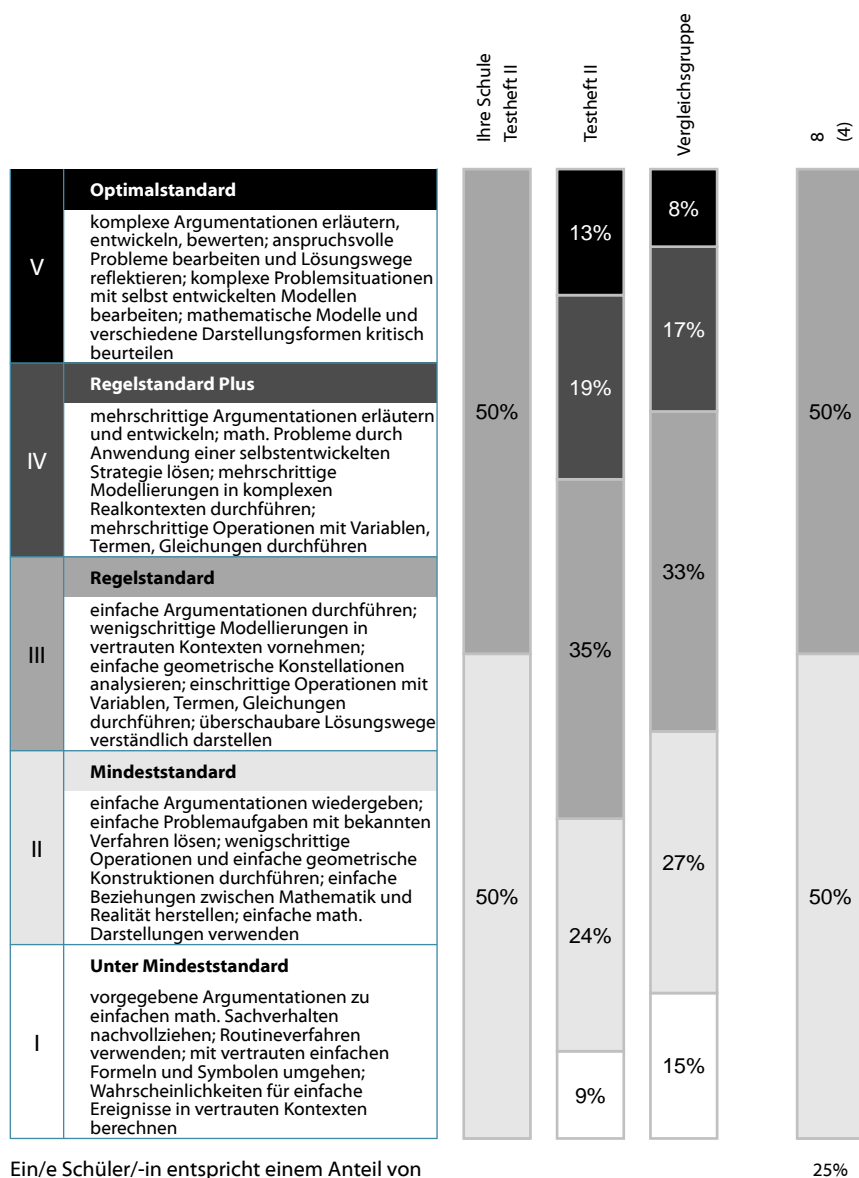 Ihre Schule
Testheft II
Testheft II
Vergleichsgruppe
8
(4)
V
Optimalstandard
komplexe Argumentationen erläutern,
entwickeln, bewerten; anspruchsvolle
Probleme bearbeiten und Lösungswege
reflektieren; komplexe Problemsituationen
mit selbst entwickelten Modellen
bearbeiten; mathematische Modelle und
verschiedene Darstellungsformen kritisch
beurteilen
IV
Regelstandard Plus
mehrschrittige Argumentationen erläutern
und entwickeln; math. Probleme durch
Anwendung einer selbstentwickelten
Strategie lösen; mehrschrittige
Modellierungen in komplexen
Realkontexten durchführen;
mehrschrittige Operationen mit Variablen,
Termen, Gleichungen durchführen
III
Regelstandard
einfache Argumentationen durchführen;
wenigschrittige Modellierungen in
vertrauten Kontexten vornehmen;
einfache geometrische Konstellationen
analysieren; einschrittige Operationen mit
Variablen, Termen, Gleichungen
durchführen; überschaubare Lösungswege
verständlich darstellen
II
Mindeststandard
einfache Argumentationen wiedergeben;
einfache Problemaufgaben mit bekannten
Verfahren lösen; wenigschrittige
Operationen und einfache geometrische
Konstruktionen durchführen; einfache
Beziehungen zwischen Mathematik und
Realität herstellen; einfache math.
Darstellungen verwenden
I
Unter Mindeststandard
vorgegebene Argumentationen zu
einfachen math. Sachverhalten
nachvollziehen; Routineverfahren
verwenden; mit vertrauten einfachen
Formeln und Symbolen umgehen;
Wahrscheinlichkeiten für einfache
Ereignisse in vertrauten Kontexten
berechnen
50%
50%
13%
19%
35%
24%
9%
8%
17%
33%
27%
15%
50%
50%
Ein/e Schüler/-in entspricht einem Anteil von
25%